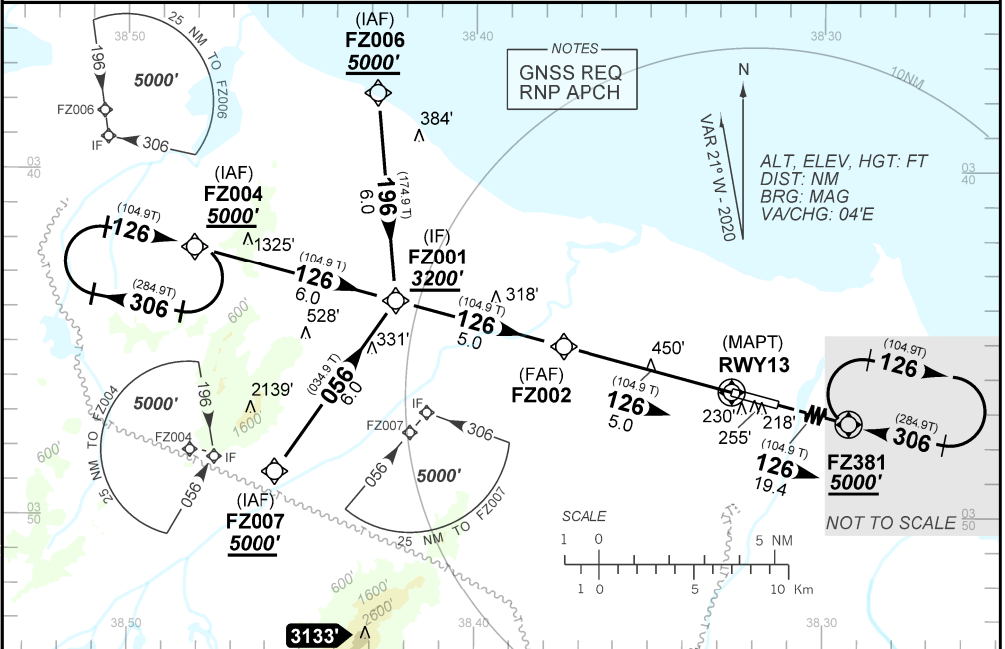 38 50
38 40
38 30
25 NM TO FZ006
196
5000'
FZ006
IF
306
(IAF)
FZ006
5000'
384'
NOTES
GNSS REQ
RNP APCH
10NM
N
VAR 21° W - 2020
ALT, ELEV, HGT: FT
DIST: NM
BRG: MAG
VA/CHG: 04'E
03
40
03
40
(IAF)
FZ004
5000'
(104.9T)
126
(284.9T)
306
1325'
(104.9 T)
126
6.0
196
(174.9T)
6.0
(IF)
FZ001
3200'
318'
(104.9 T)
126
5.0
528'
600'
331'
(034.9T)
056
6.0
2139'
1600'
25 NM TO FZ004
5000'
196
FZ004
IF
056
(IAF)
FZ007
5000'
IF
FZ007
306
056
5000'
25 NM TO FZ007
(FAF)
FZ002
450'
(104.9 T)
126
5.0
(MAPT)
RWY13
230'
255'
218'
(104.9 T)
126
19.4
(104.9T)
126
(284.9T)
306
FZ381
5000'
NOT TO SCALE
03
50
03
50
SCALE
1 0 5 NM
1 0 5 10 Km
600'
1600'
2600'
3133'
38 50
38 40
38 30